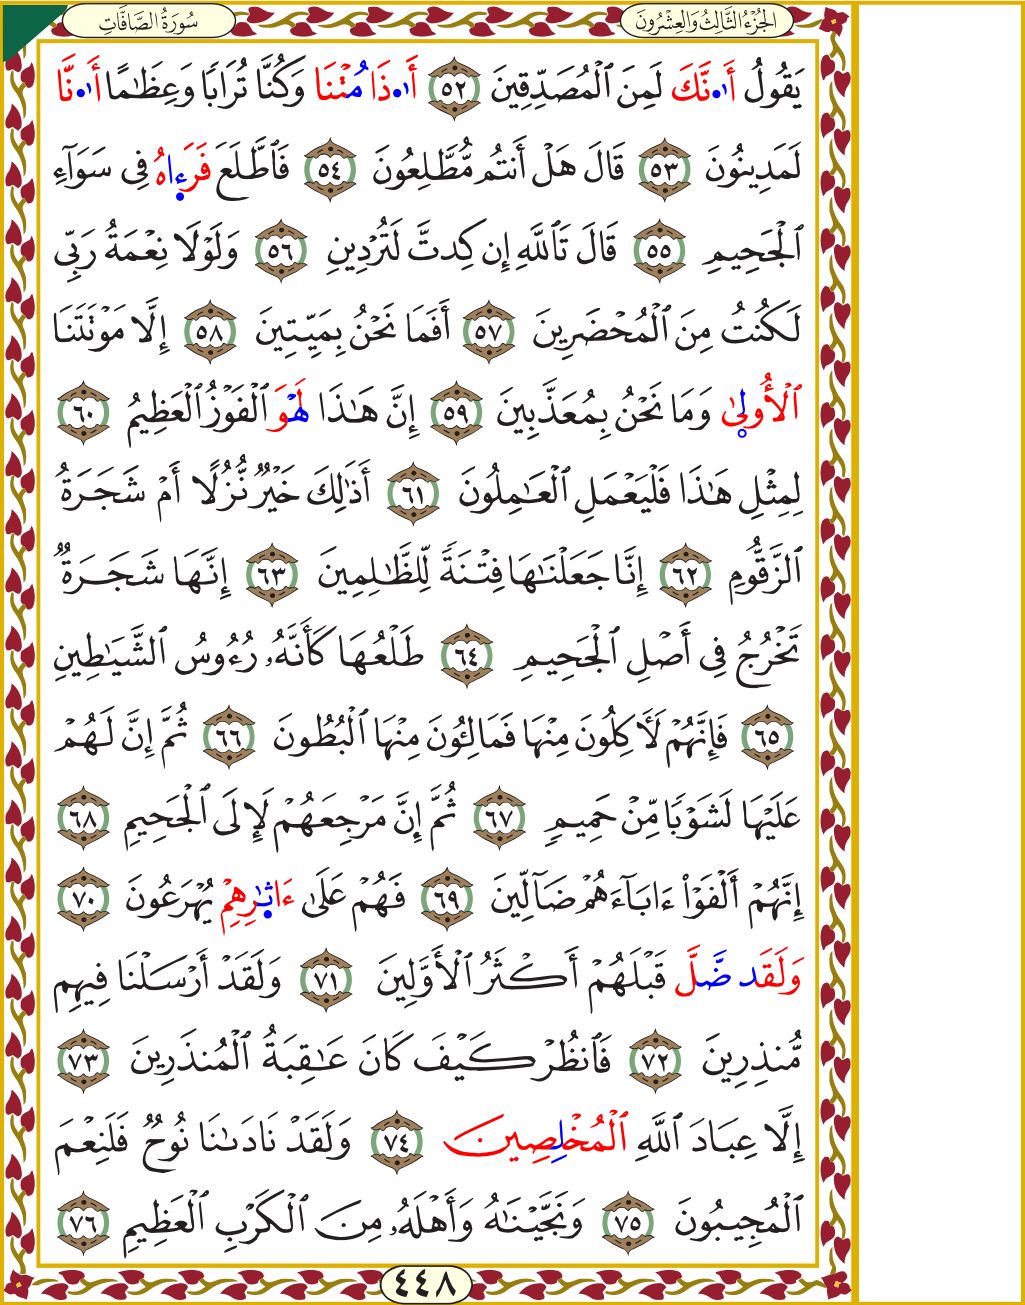 الجُزْءُ الثَّالِثُ وَالعِشْرُونَ
سُورَةُ الصَّافَّاتِ
يَقُولُ أَ۟نَّكَ لَمِنَ ٱلْمُصَدِّقِينَ ٥٢ أَ۟ذَا مُتْنَا وَكُنَّا تُرَابًا وَعِظَٰمًا أَ۟نَّا
لَمَدِينُونَ ٥٣ قَالَ هَلْ أَنتُم مُّطَّلِعُونَ ٥٤ فَٱطَّلَعَ فَرَءِاهُ فِى سَوَآءِ
ٱلْجَحِيمِ ٥٥ قَالَ تَٱللَّهِ إِن كِدتَّ لَتُرْدِينِ ٥٦ وَلَوْلَا نِعْمَةُ رَبِّى
لَكُنتُ مِنَ ٱلْمُحْضَرِينَ ٥٧ أَفَمَا نَحْنُ بِمَيِّتِينَ ٥٨ إِلَّا مَوْتَتَنَا
ٱلْأُولىٰ وَمَا نَحْنُ بِمُعَذَّبِينَ ٥٩ إِنَّ هَٰذَا لَهْوَ ٱلْفَوْزُ ٱلْعَظِيمُ ٦٠
لِمِثْلِ هَٰذَا فَلْيَعْمَلِ ٱلْعَٰمِلُونَ ٦١ أَذَٰلِكَ خَيْرٌ نُّزُلًا أَمْ شَجَرَةُ
ٱلزَّقُّومِ ٦٢ إِنَّا جَعَلْنَٰهَا فِتْنَةً لِّلظَّٰلِمِينَ ٦٣ إِنَّهَا شَجَرَةٌ
تَخْرُجُ فِى أَصْلِ ٱلْجَحِيمِ ٦٤ طَلْعُهَا كَأَنَّهُۥ رُءُوسُ ٱلشَّيَٰطِينِ
٦٥ فَإِنَّهُمْ لَأَكِلُونَ مِنْهَا فَمَالِـُٔونَ مِنْهَا ٱلْبُطُونَ ٦٦ ثُمَّ إِنَّ لَهُمْ
عَلَيْهَا لَشَوْبًا مِّنْ حَمِيمٍ ٦٧ ثُمَّ إِنَّ مَرْجِعَهُمْ لَإِلَى ٱلْجَحِيمِ ٦٨
إِنَّهُمْ أَلْفَوْا۟ ءَابَآءَهُمْ ضَآلِّينَ ٦٩ فَهُمْ عَلَىٰ ءَاثَٰرِهِمْ يُهْرَعُونَ ٧٠
وَلَقَد ضَّلَّ قَبْلَهُمْ أَكْثَرُ ٱلْأَوَّلِينَ ٧١ وَلَقَدْ أَرْسَلْنَا فِيهِم
مُّنذِرِينَ ٧٢ فَٱنظُرْ كَيْفَ كَانَ عَٰقِبَةُ ٱلْمُنذَرِينَ ٧٣
إِلَّا عِبَادَ ٱللَّهِ ٱلْمُخْلِصِينَ ٧٤ وَلَقَدْ نَادَىٰنَا نُوحٌ فَلَنِعْمَ
ٱلْمُجِيبُونَ ٧٥ وَنَجَّيْنَٰهُ وَأَهْلَهُۥ مِنَ ٱلْكَرْبِ ٱلْعَظِيمِ ٧٦
٤٤٨